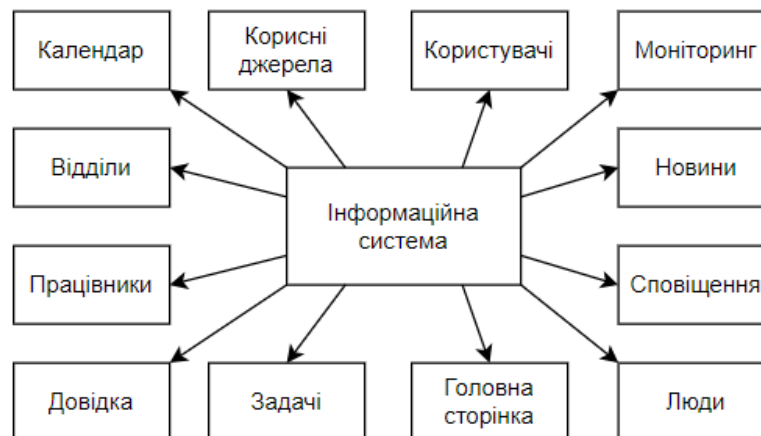 Календар
Корисні
джерела
Користувачі
Моніторинг
Відділи
Новини
Інформаційна
система
Працівники
Сповіщення
Довідка
Задачі
Головна
сторінка
Люди